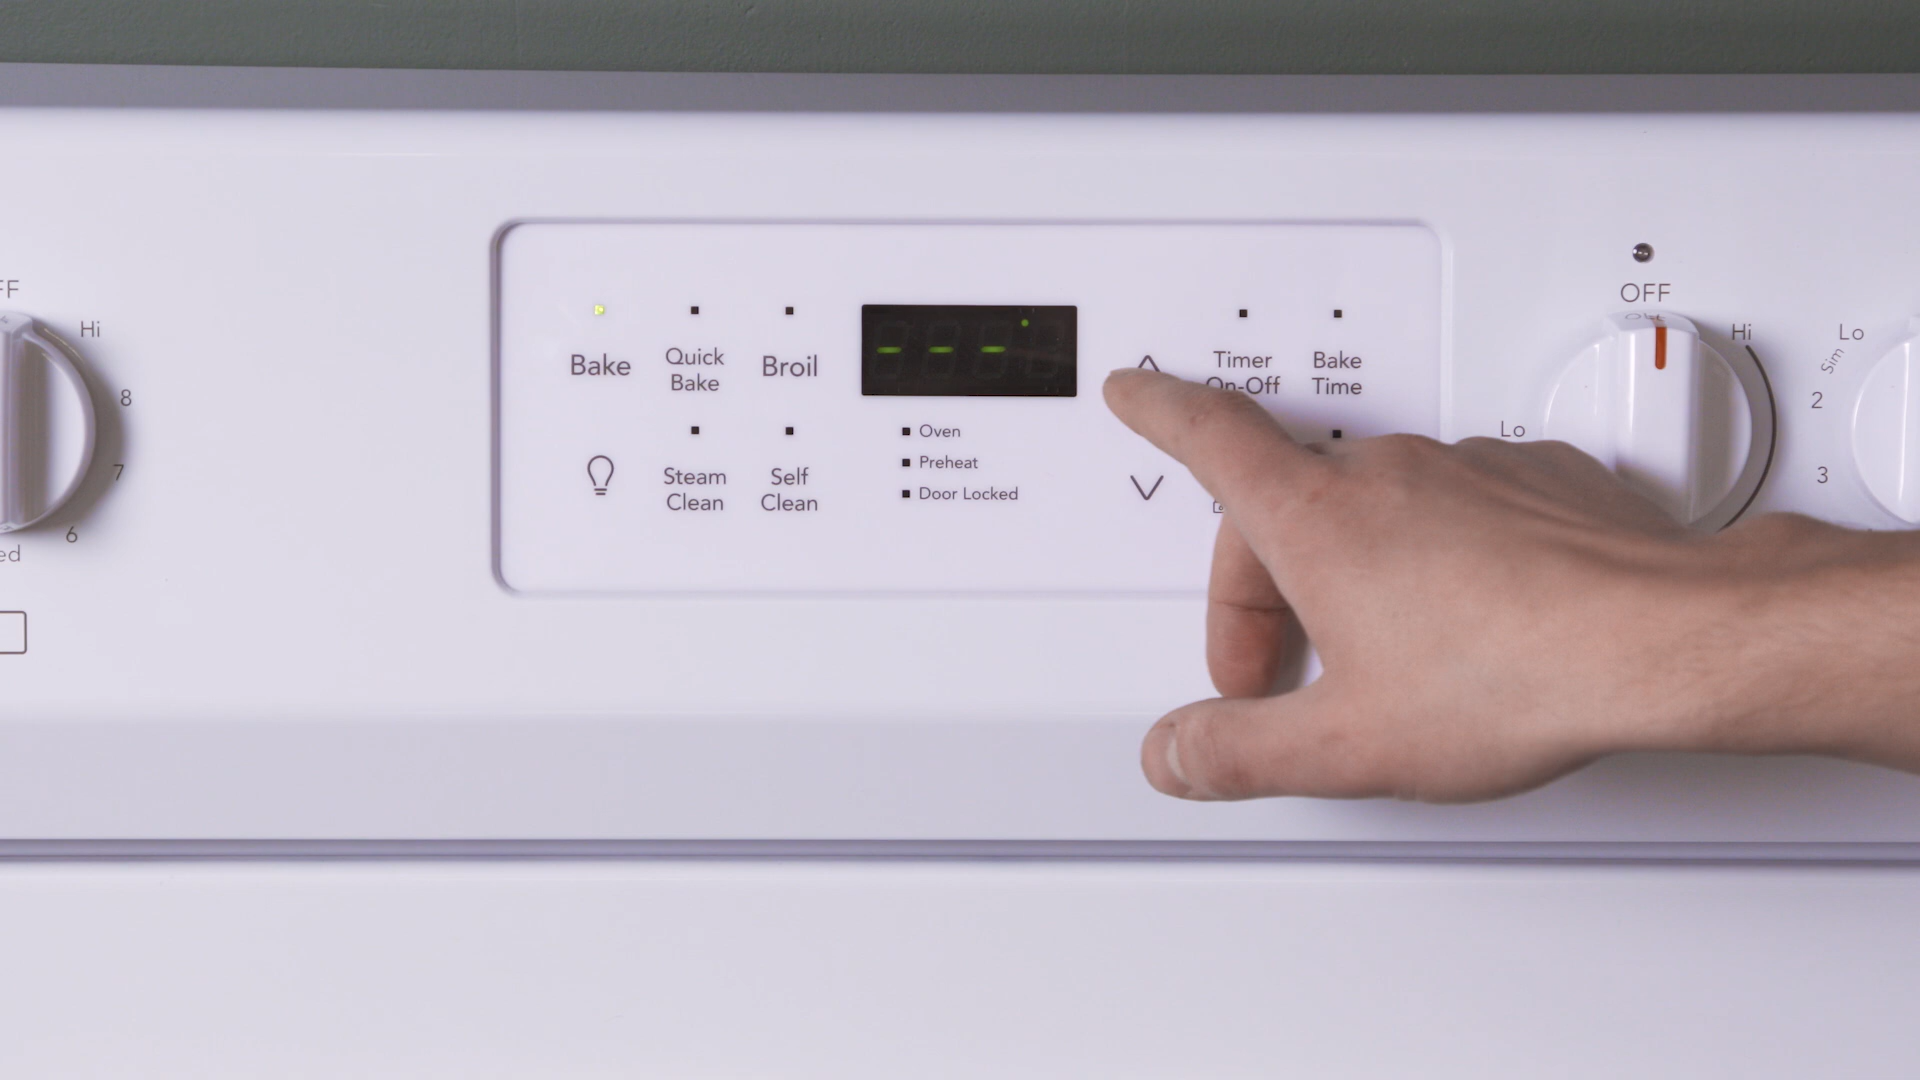 FF
Hi
8
7
6
ed
Bake
Quick
Bake
Broil
Steam
Clean
Self
Clean
- - -
Oven
Preheat
Door Locked
Timer
On-Off
Bake
Time
OFF
Hi
Lo
Lo
Sim
2
3